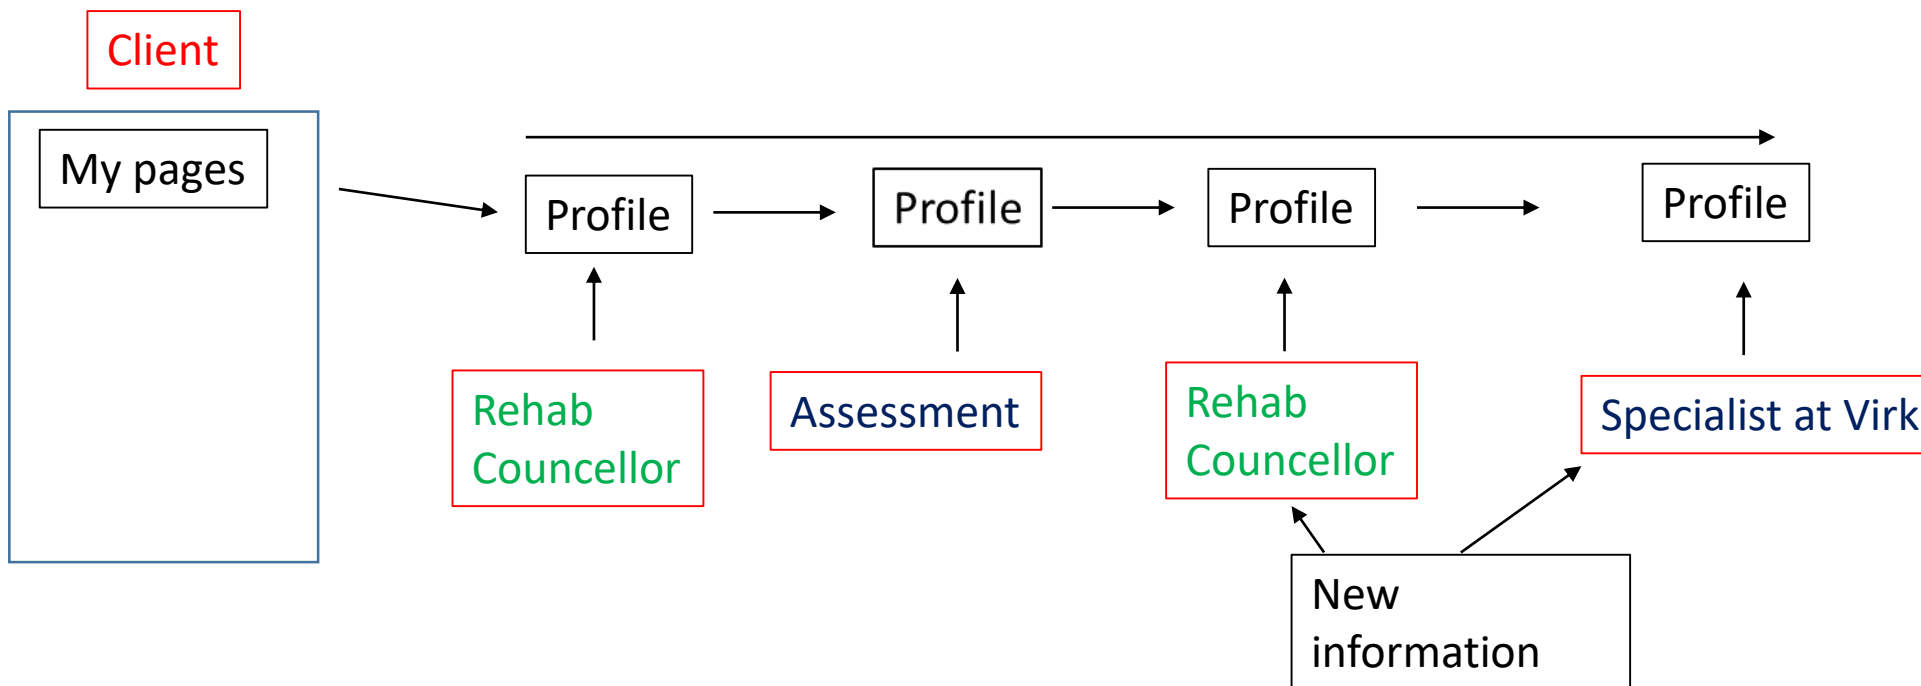 Client
My pages
Profile
Profile
Profile
Profile
Rehab
Councellor
Assessment
Rehab
Councellor
Specialist at Virk
New
information